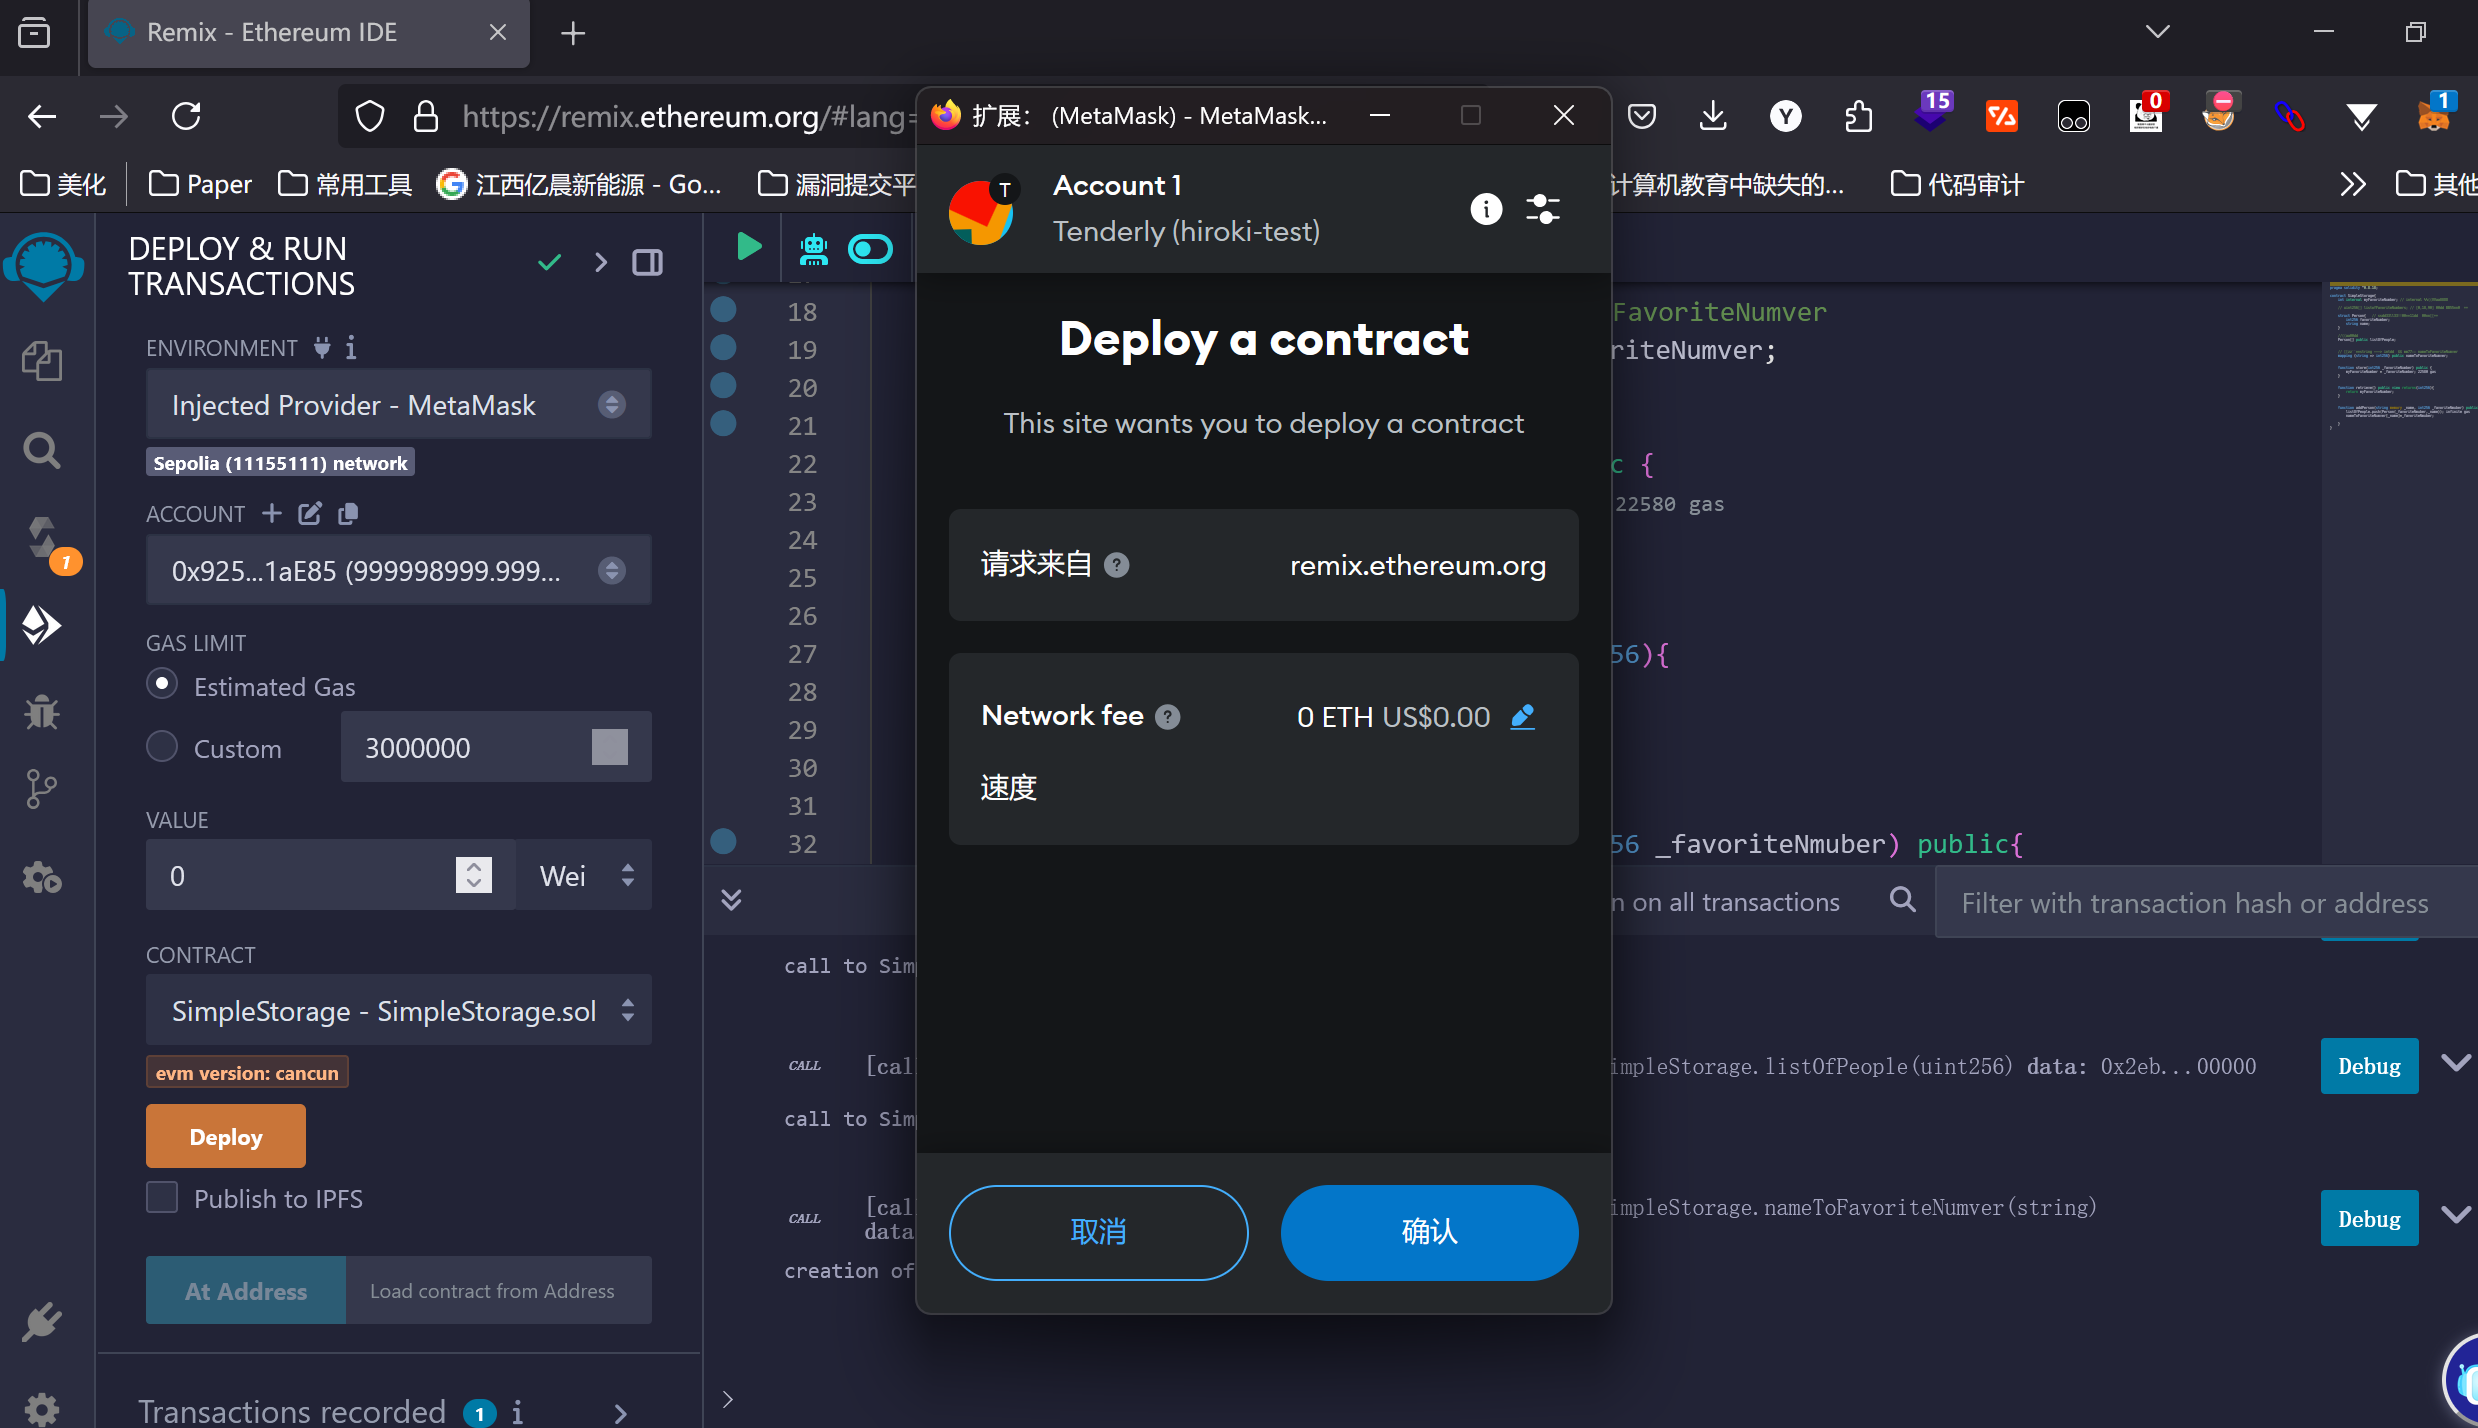 Remix - Ethereum IDE
https://remix.ethereum.org/#lang=
15
0
1
美化
Paper
常用工具
江西亿晨新能源 - Go...
漏洞提交平
计算机教育中缺失的...
代码审计
其他
DEPLOY & RUN
TRANSACTIONS
ENVIRONMENT
Injected Provider - MetaMask
Sepolia (11155111) network
ACCOUNT
0x925...1aE85 (999998999.999...
1
GAS LIMIT
Estimated Gas
Custom
3000000
VALUE
0
Wei
CONTRACT
SimpleStorage - SimpleStorage.sol
evm version: cancun
Deploy
Publish to IPFS
At Address
Load contract from Address
Transactions recorded 1
18
19
20
21
22
23
24
25
26
27
28
29
30
31
32
FavoriteNumver
riteNumver;
c {
22580 gas
56){
56 _favoriteNmuber) public{
n on all transactions
Filter with transaction hash or address
call to Sim
CALL
[cal
impleStorage.listOfPeople(uint256) data: 0x2eb...00000
Debug
call to Sim
CALL
[cal
impleStorage.nameToFavoriteNumver(string)
data
Debug
creation of
>
扩展： (MetaMask) - MetaMask...
T
Account 1
Tenderly (hiroki-test)
Deploy a contract
This site wants you to deploy a contract
请求来自
remix.ethereum.org
Network fee
0 ETH US$0.00
速度
取消
确认